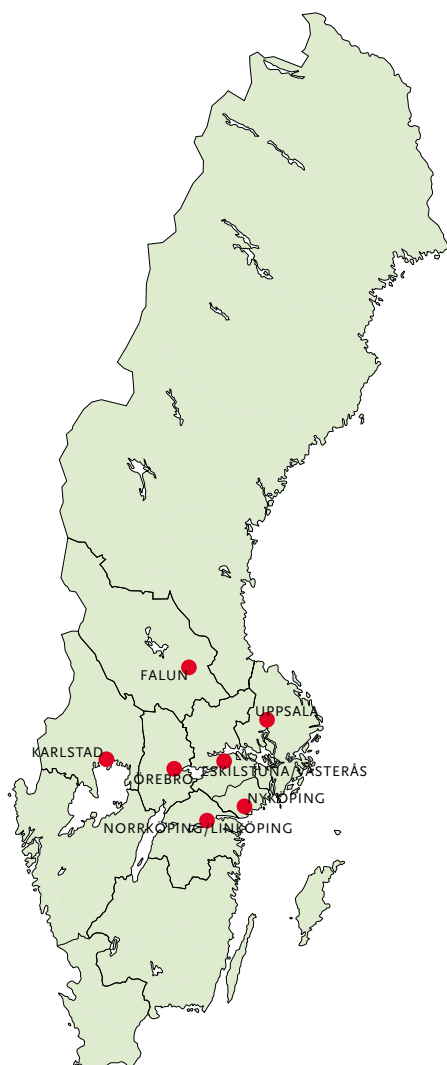 FALUN
UPPSALA
KARLSTAD
ÖREBRO
ESKILSTUNA/VÄSTERÅS
NYKÖPING
NORRKÖPING/LINKÖPING